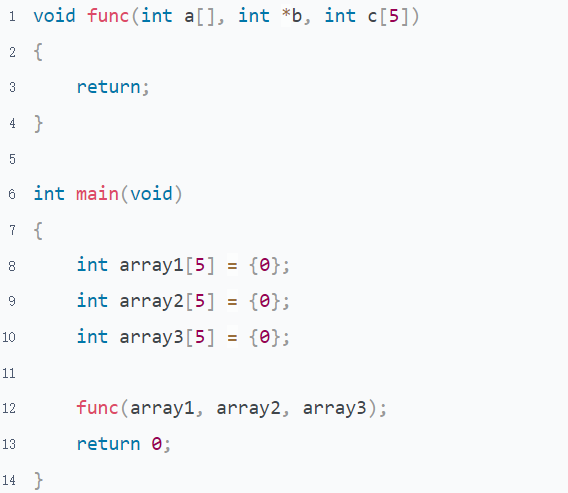 1 void func(int a[], int *b, int c[5])
2 {
3     return;
4 }
5
6 int main(void)
7 {
8     int array1[5] = {0};
9     int array2[5] = {0};
10     int array3[5] = {0};
11
12     func(array1, array2, array3);
13     return 0;
14 }